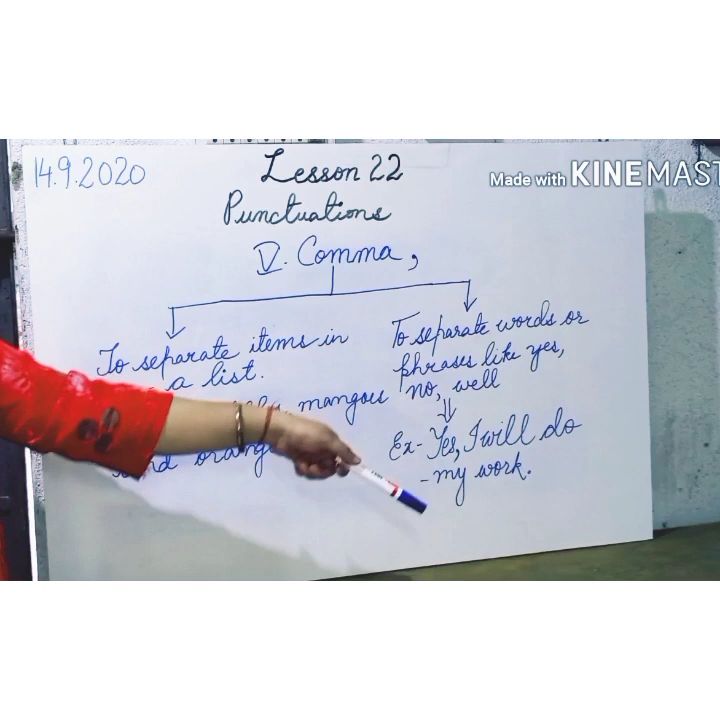 14.9.2020
Lesson 22
Made with KINEMAST
Punctuations
V. Comma,
To separate items in
a list.
mangoes
To separate words or
phrases like yes,
no, well
Ex- Yes, I will do
- my work.